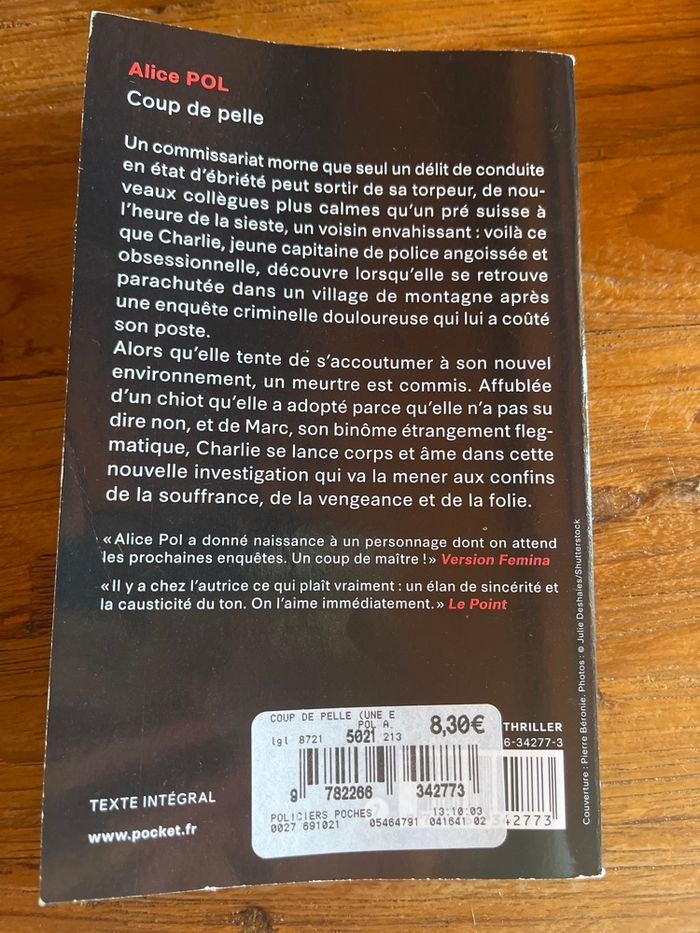 Alice POL
Coup de pelle
Un commissariat morne que seul un délit de conduite
en état d'ébriété peut sortir de sa torpeur, de nou-
veaux collègues plus calmes qu'un pré suisse à
l'heure de la sieste, un voisin envahissant : voilà ce
que Charlie, jeune capitaine de police angoissée et
obsessionnelle, découvre lorsqu'elle se retrouve
parachutée dans un village de montagne après
une enquête criminelle douloureuse qui lui a coûté
son poste.
Alors qu'elle tente de s'accoutumer à son nouvel
environnement, un meurtre est commis. Affublée
d'un chiot qu'elle a adopté parce qu'elle n'a pas su
dire non, et de Marc, son binôme étrangement fleg-
matique, Charlie se lance corps et âme dans cette
nouvelle investigation qui va la mener aux confins
de la souffrance, de la vengeance et de la folie.
« Alice Pol a donné naissance à un personnage dont on attend
les prochaines enquêtes. Un coup de maître ! » Version Femina
« Il y a chez l'autrice ce qui plaît vraiment : un élan de sincérité et
la causticité du ton. On l'aime immédiatement. » Le Point
Couverture : Pierre Béronie. Photos : © Julie Deshaies/Shutterstock
COUP DE PELLE (UNE E
POL A.
8,30€
lgl 8721 5021 213
9 782266 342773
POLICIERS POCHES 13:10:03
0027 691021 05464791 041641 02
THRILLER
6-34277-3
342773
TEXTE INTÉGRAL
www.pocket.fr